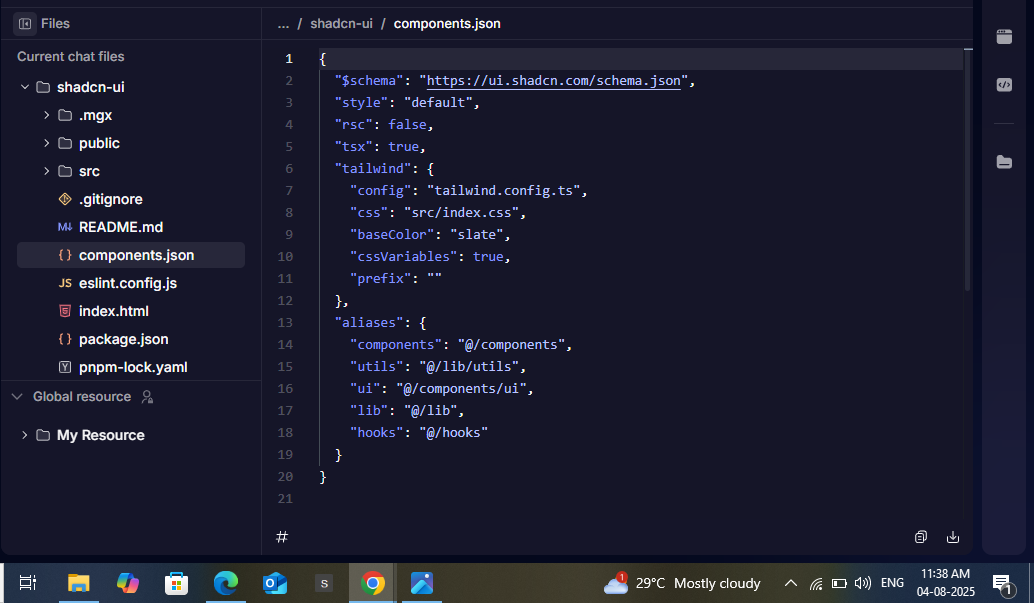 Files
... / shadcn-ui / components.json
Current chat files
shadcn-ui
.mgx
public
src
.gitignore
M↓ README.md
{ } components.json
JS eslint.config.js
index.html
{ } package.json
Y pnpm-lock.yaml
Global resource
My Resource
1 {
2 "$schema": "https://ui.shadcn.com/schema.json",
3 "style": "default",
4 "rsc": false,
5 "tsx": true,
6 "tailwind": {
7 "config": "tailwind.config.ts",
8 "css": "src/index.css",
9 "baseColor": "slate",
10 "cssVariables": true,
11 "prefix": ""
12 },
13 "aliases": {
14 "components": "@/components",
15 "utils": "@/lib/utils",
16 "ui": "@/components/ui",
17 "lib": "@/lib",
18 "hooks": "@/hooks"
19 }
20 }
21
#
S
1
29°C Mostly cloudy
ENG
11:38 AM
04-08-2025
1